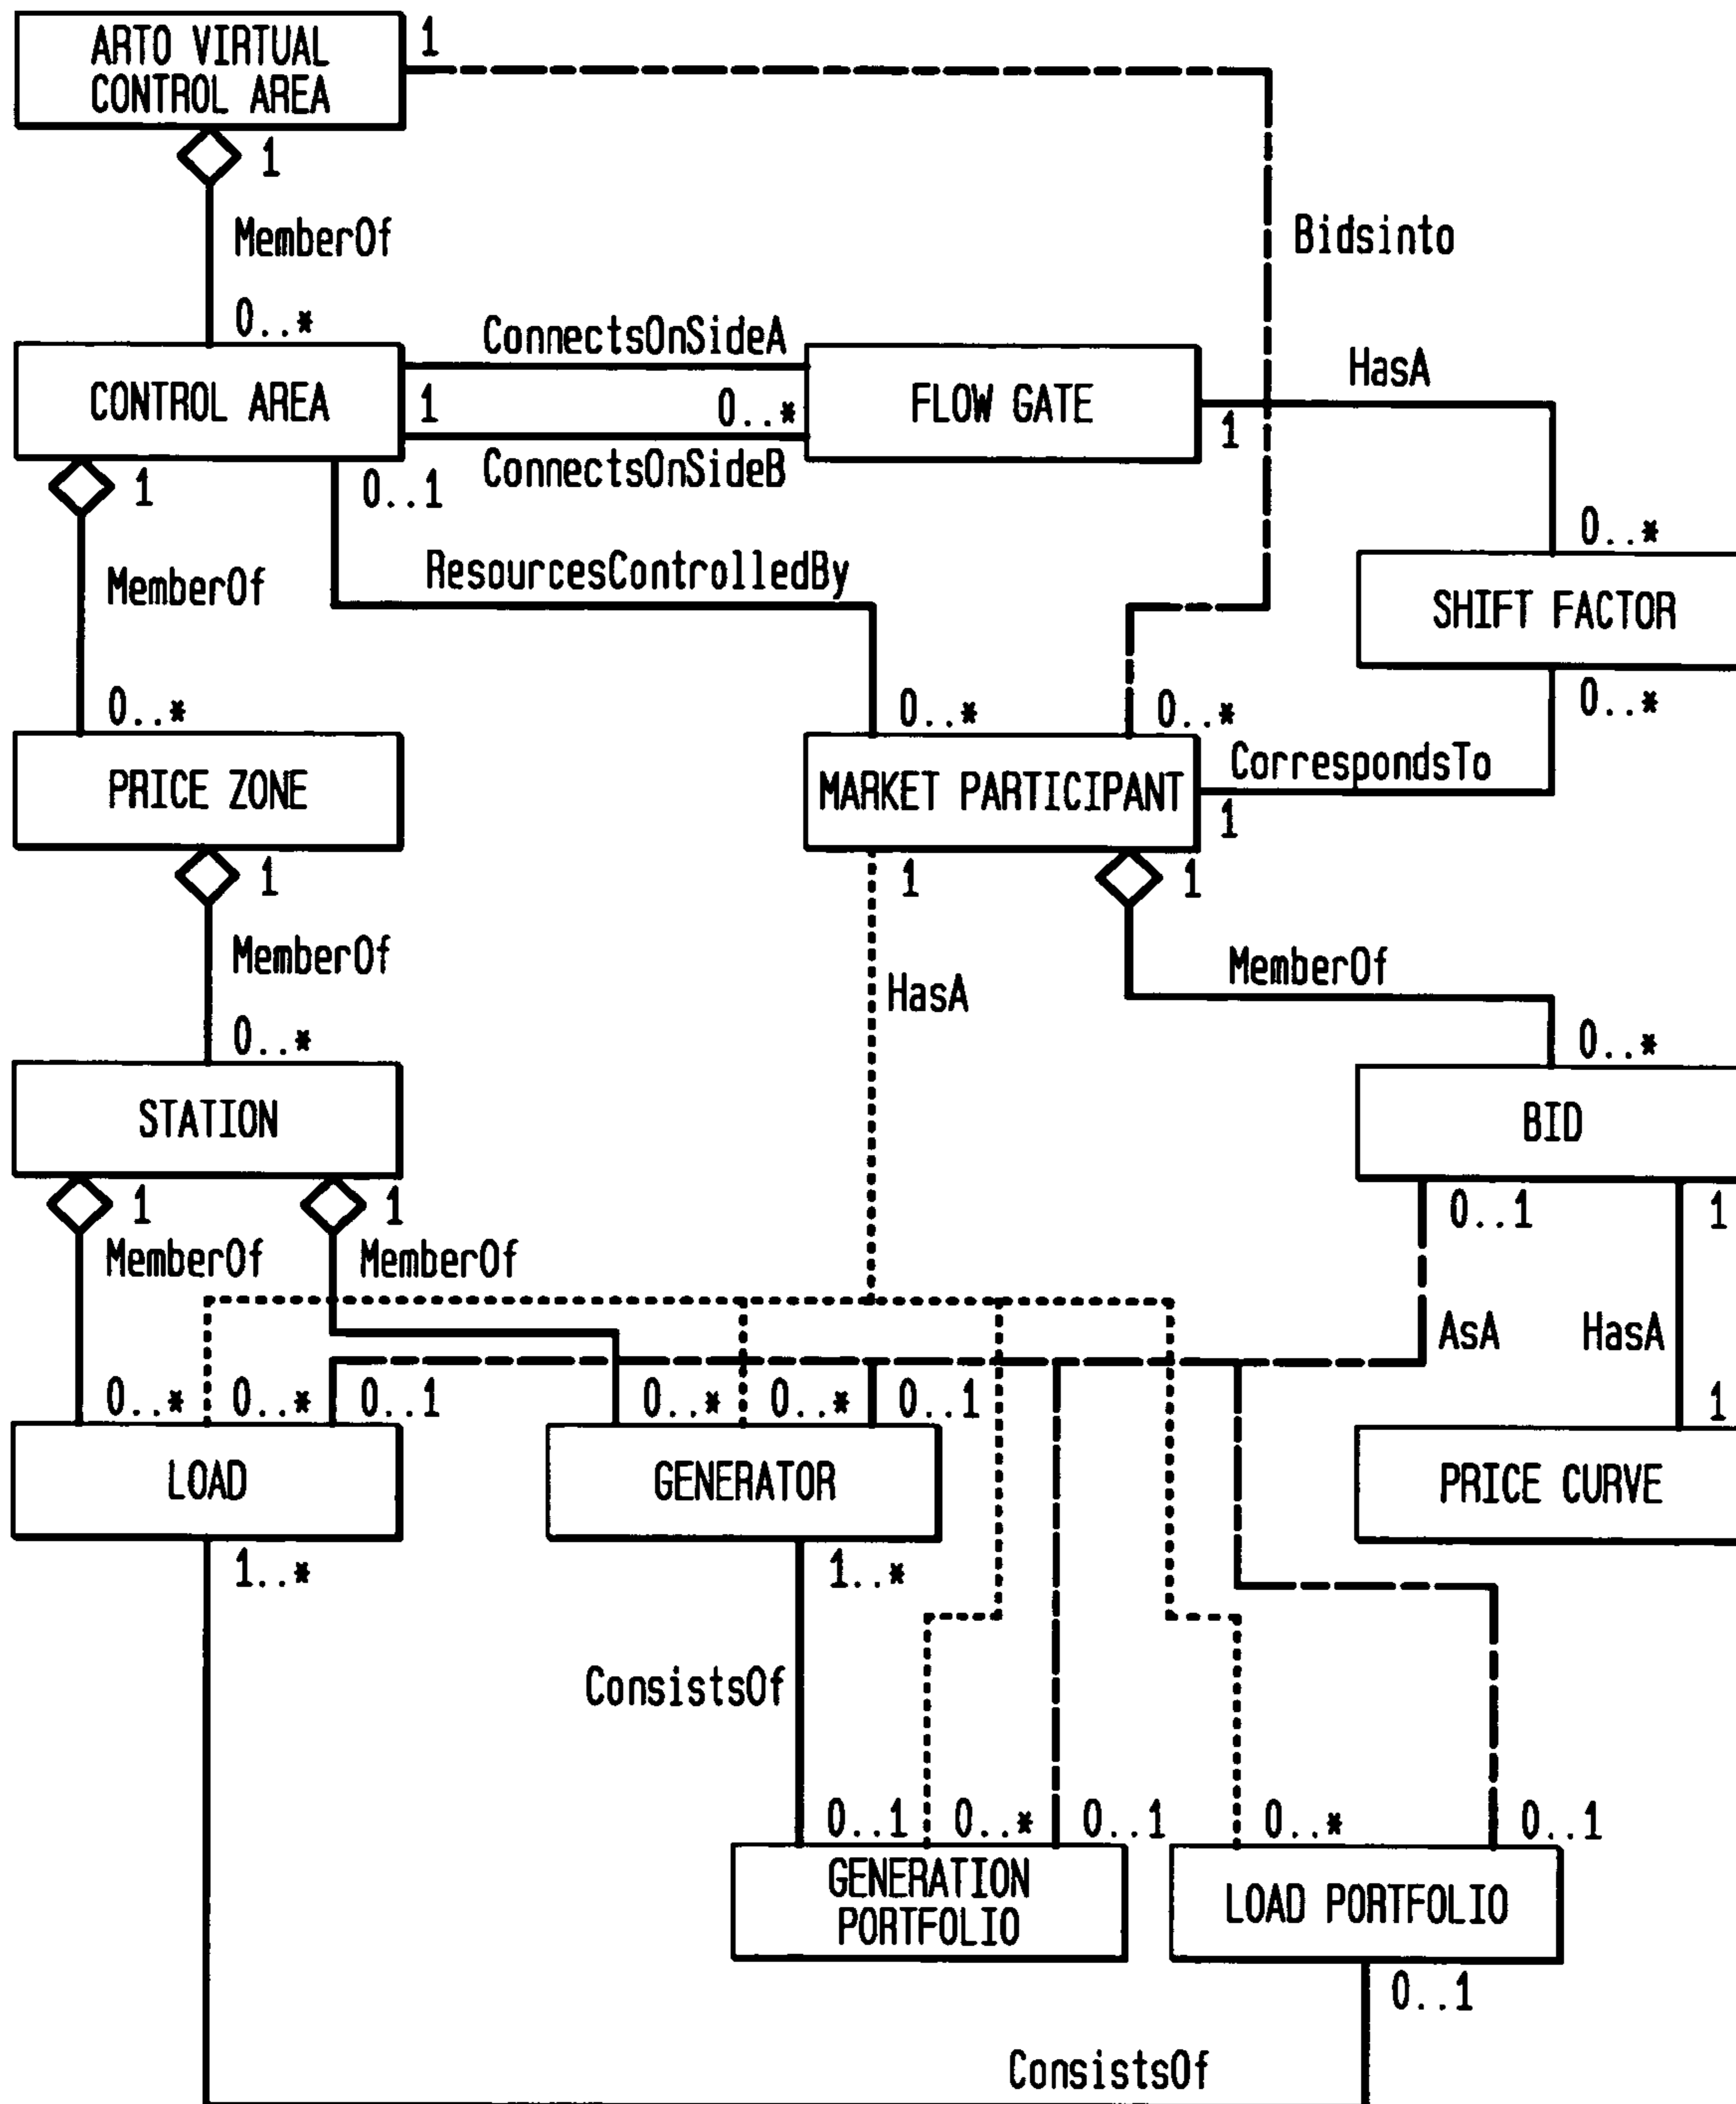 ARTO VIRTUAL
CONTROL AREA
1
1
MemberOf
Bidsinto
0..*
ConnectsOnSideA
HasA
CONTROL AREA
1
0..*
FLOW GATE
1
ConnectsOnSideB
1
0..1
0..*
MemberOf
ResourcesControlledBy
SHIFT FACTOR
0..*
0..*
0..*
0..*
PRICE ZONE
MARKET PARTICIPANT
CorrespondsTo
1
1
1
1
MemberOf
HasA
MemberOf
0..*
0..*
STATION
BID
1
1
0..1
1
MemberOf
MemberOf
AsA
HasA
0..*
0..*
0..1
0..*
0..*
0..1
1
LOAD
GENERATOR
PRICE CURVE
1..*
1..*
ConsistsOf
0..1
0..*
0..1
0..*
0..1
GENERATION
PORTFOLIO
LOAD PORTFOLIO
0..1
ConsistsOf